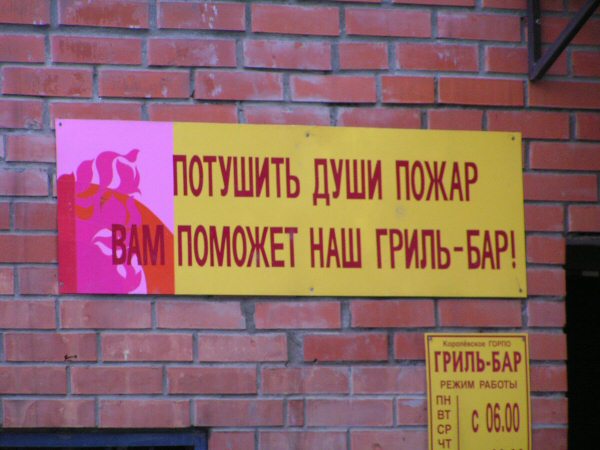 ПОТУШИТЬ ДУШИ ПОЖАР
ВАМ ПОМОЖЕТ НАШ ГРИЛЬ-БАР!
Королёвское ГОРПО
ГРИЛЬ-БАР
РЕЖИМ РАБОТЫ
ПН
ВТ
СР
ЧТ
с 06.00